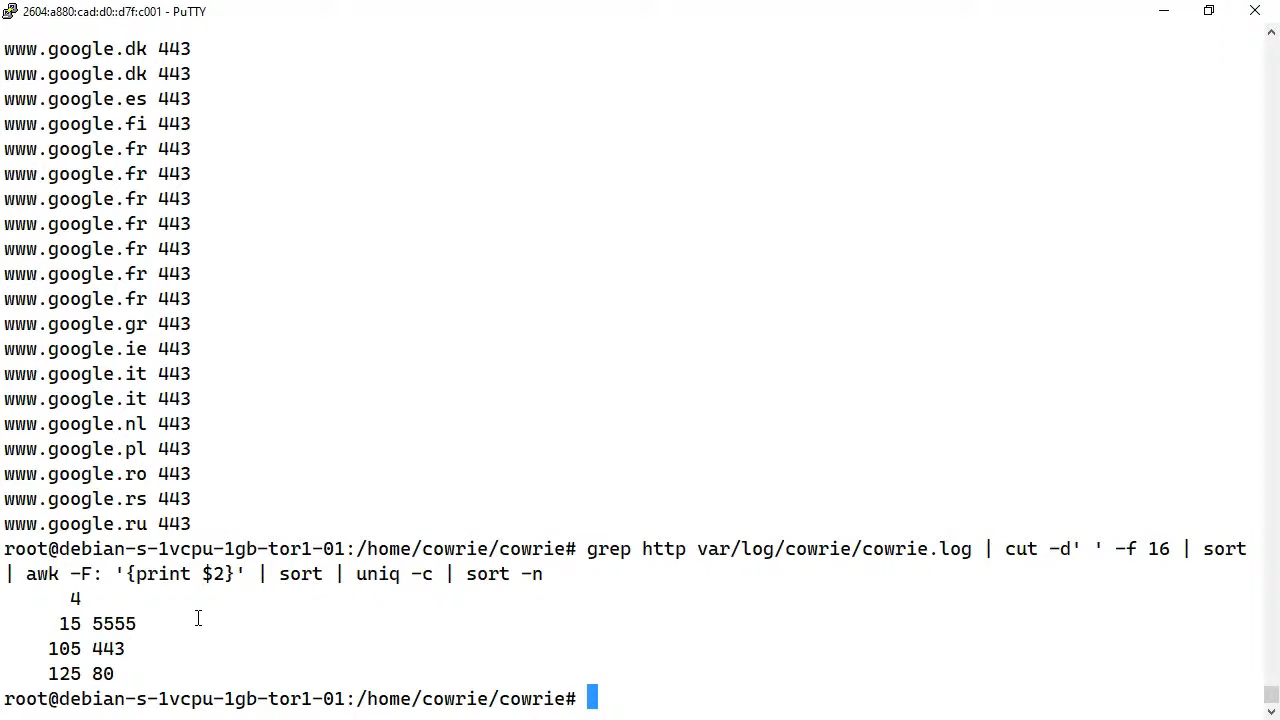 2604:a880:cad:d0::d7f:c001 - PuTTY
www.google.dk 443
www.google.dk 443
www.google.es 443
www.google.fi 443
www.google.fr 443
www.google.fr 443
www.google.fr 443
www.google.fr 443
www.google.fr 443
www.google.fr 443
www.google.fr 443
www.google.gr 443
www.google.ie 443
www.google.it 443
www.google.it 443
www.google.nl 443
www.google.pl 443
www.google.ro 443
www.google.rs 443
www.google.ru 443
root@debian-s-1vcpu-1gb-tor1-01:/home/cowrie/cowrie# grep http var/log/cowrie/cowrie.log | cut -d' ' -f 16 | sort
| awk -F: '{print $2}' | sort | uniq -c | sort -n
4
15 5555
105 443
125 80
root@debian-s-1vcpu-1gb-tor1-01:/home/cowrie/cowrie#